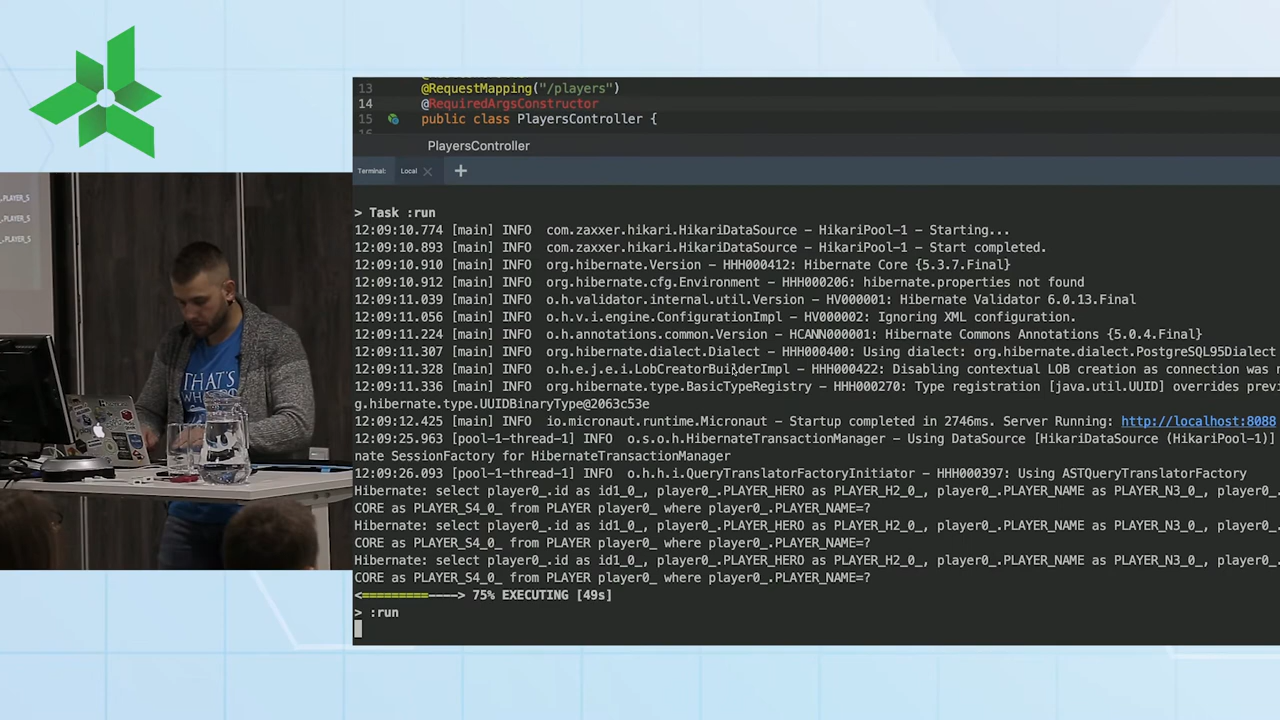 13 @RequestMapping("/players")
14 @RequiredArgsConstructor
15 public class PlayersController {
PlayersController
Terminal: Local × +
> Task :run
12:09:10.774 [main] INFO com.zaxxer.hikari.HikariDataSource - HikariPool-1 - Starting...
12:09:10.893 [main] INFO com.zaxxer.hikari.HikariDataSource - HikariPool-1 - Start completed.
12:09:10.910 [main] INFO org.hibernate.Version - HHH000412: Hibernate Core {5.3.7.Final}
12:09:10.912 [main] INFO org.hibernate.cfg.Environment - HHH000206: hibernate.properties not found
12:09:11.039 [main] INFO o.h.validator.internal.util.Version - HV000001: Hibernate Validator 6.0.13.Final
12:09:11.056 [main] INFO o.h.v.i.engine.ConfigurationImpl - HV000002: Ignoring XML configuration.
12:09:11.224 [main] INFO o.h.annotations.common.Version - HCANN000001: Hibernate Commons Annotations {5.0.4.Final}
12:09:11.307 [main] INFO org.hibernate.dialect.Dialect - HHH000400: Using dialect: org.hibernate.dialect.PostgreSQL95Dialect
12:09:11.328 [main] INFO o.h.e.j.e.i.LobCreatorBuilderImpl - HHH000422: Disabling contextual LOB creation as connection was n
12:09:11.336 [main] INFO org.hibernate.type.BasicTypeRegistry - HHH000270: Type registration [java.util.UUID] overrides previ
g.hibernate.type.UUIDBinaryType@2063c53e
12:09:12.425 [main] INFO io.micronaut.runtime.Micronaut - Startup completed in 2746ms. Server Running: http://localhost:8088
12:09:25.963 [pool-1-thread-1] INFO o.s.o.h.HibernateTransactionManager - Using DataSource [HikariDataSource (HikariPool-1)]
nate SessionFactory for HibernateTransactionManager
12:09:26.093 [pool-1-thread-1] INFO o.h.h.i.QueryTranslatorFactoryInitiator - HHH000397: Using ASTQueryTranslatorFactory
Hibernate: select player0_.id as id1_0_, player0_.PLAYER_HERO as PLAYER_H2_0_, player0_.PLAYER_NAME as PLAYER_N3_0_, player0_.
CORE as PLAYER_S4_0_ from PLAYER player0_ where player0_.PLAYER_NAME=?
Hibernate: select player0_.id as id1_0_, player0_.PLAYER_HERO as PLAYER_H2_0_, player0_.PLAYER_NAME as PLAYER_N3_0_, player0_.
CORE as PLAYER_S4_0_ from PLAYER player0_ where player0_.PLAYER_NAME=?
Hibernate: select player0_.id as id1_0_, player0_.PLAYER_HERO as PLAYER_H2_0_, player0_.PLAYER_NAME as PLAYER_N3_0_, player0_.
CORE as PLAYER_S4_0_ from PLAYER player0_ where player0_.PLAYER_NAME=?
<=========----> 75% EXECUTING [49s]
> :run
.PLAYER_S
.PLAYER_S
.PLAYER_S
THAT'S